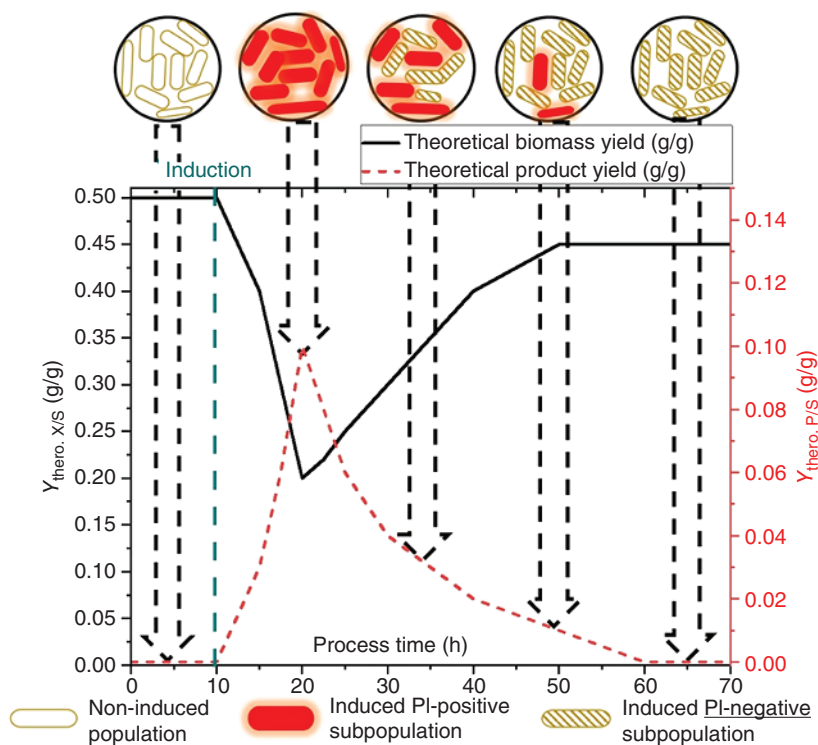 Theoretical biomass yield (g/g)
Theoretical product yield (g/g)
Induction
0.50
0.45
0.40
0.35
0.30
0.25
0.20
0.15
0.10
0.05
0.00
Y thero. X/S (g/g)
0.14
0.12
0.10
0.08
0.06
0.04
0.02
0.00
Y thero. P/S (g/g)
Process time (h)
0 10 20 30 40 50 60 70
Non-induced
population
Induced PI-positive
subpopulation
Induced PI-negative
subpopulation